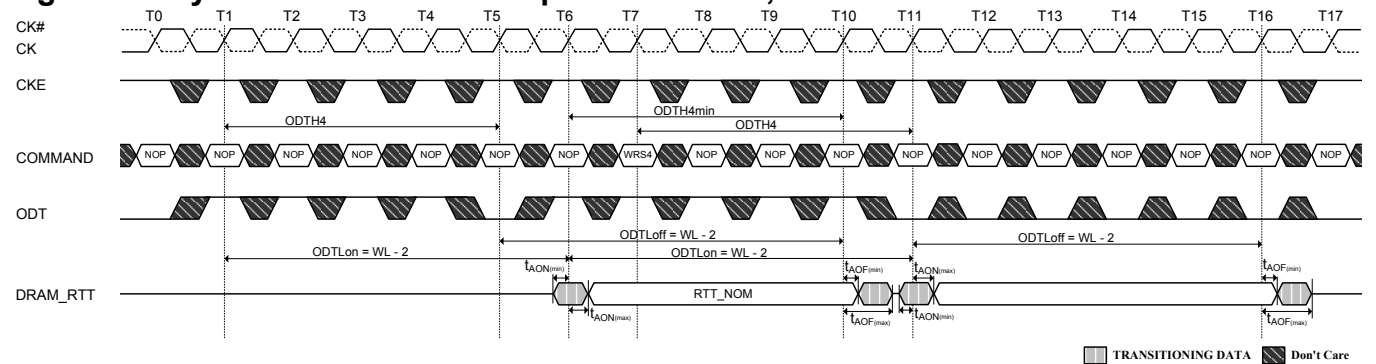 T0 T1 T2 T3 T4 T5 T6 T7 T8 T9 T10 T11 T12 T13 T14 T15 T16 T17
CK#
CK
CKE
ODTH4min
ODTH4 ODTH4
COMMAND NOP NOP NOP NOP NOP NOP NOP WRS4 NOP NOP NOP NOP NOP NOP NOP NOP NOP NOP
ODT
ODTLoff = WL - 2 ODTLoff = WL - 2
ODTLon = WL - 2 ODTLon = WL - 2
tAON(min) tAOF(min) tAON(max) tAOF(min)
DRAM_RTT RTT_NOM
tAON(max) tAOF(max) tAON(min) tAOF(max)
TRANSITIONING DATA Don't Care